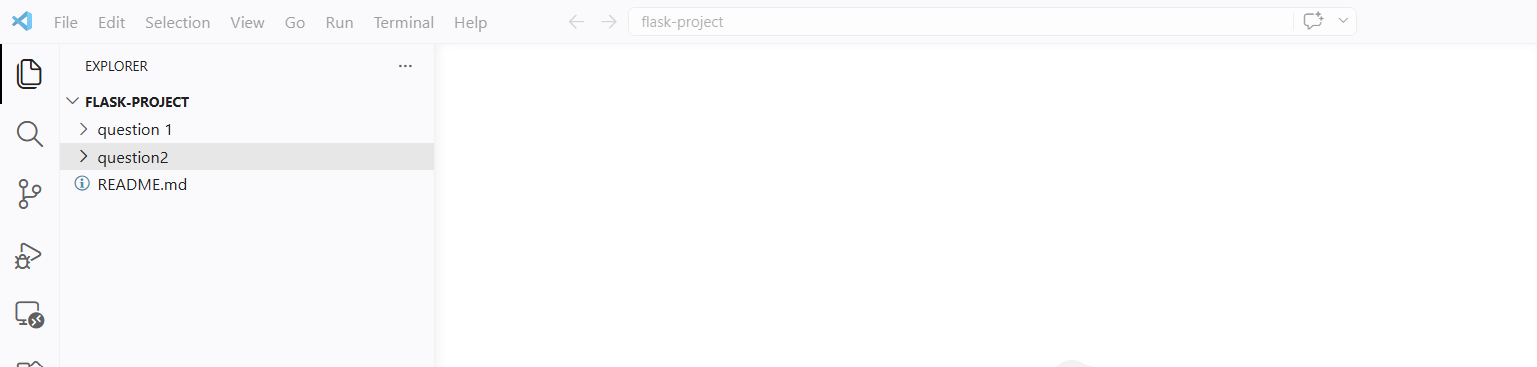 File Edit Selection View Go Run Terminal Help flask-project
EXPLORER
FLASK-PROJECT
question 1
question2
README.md